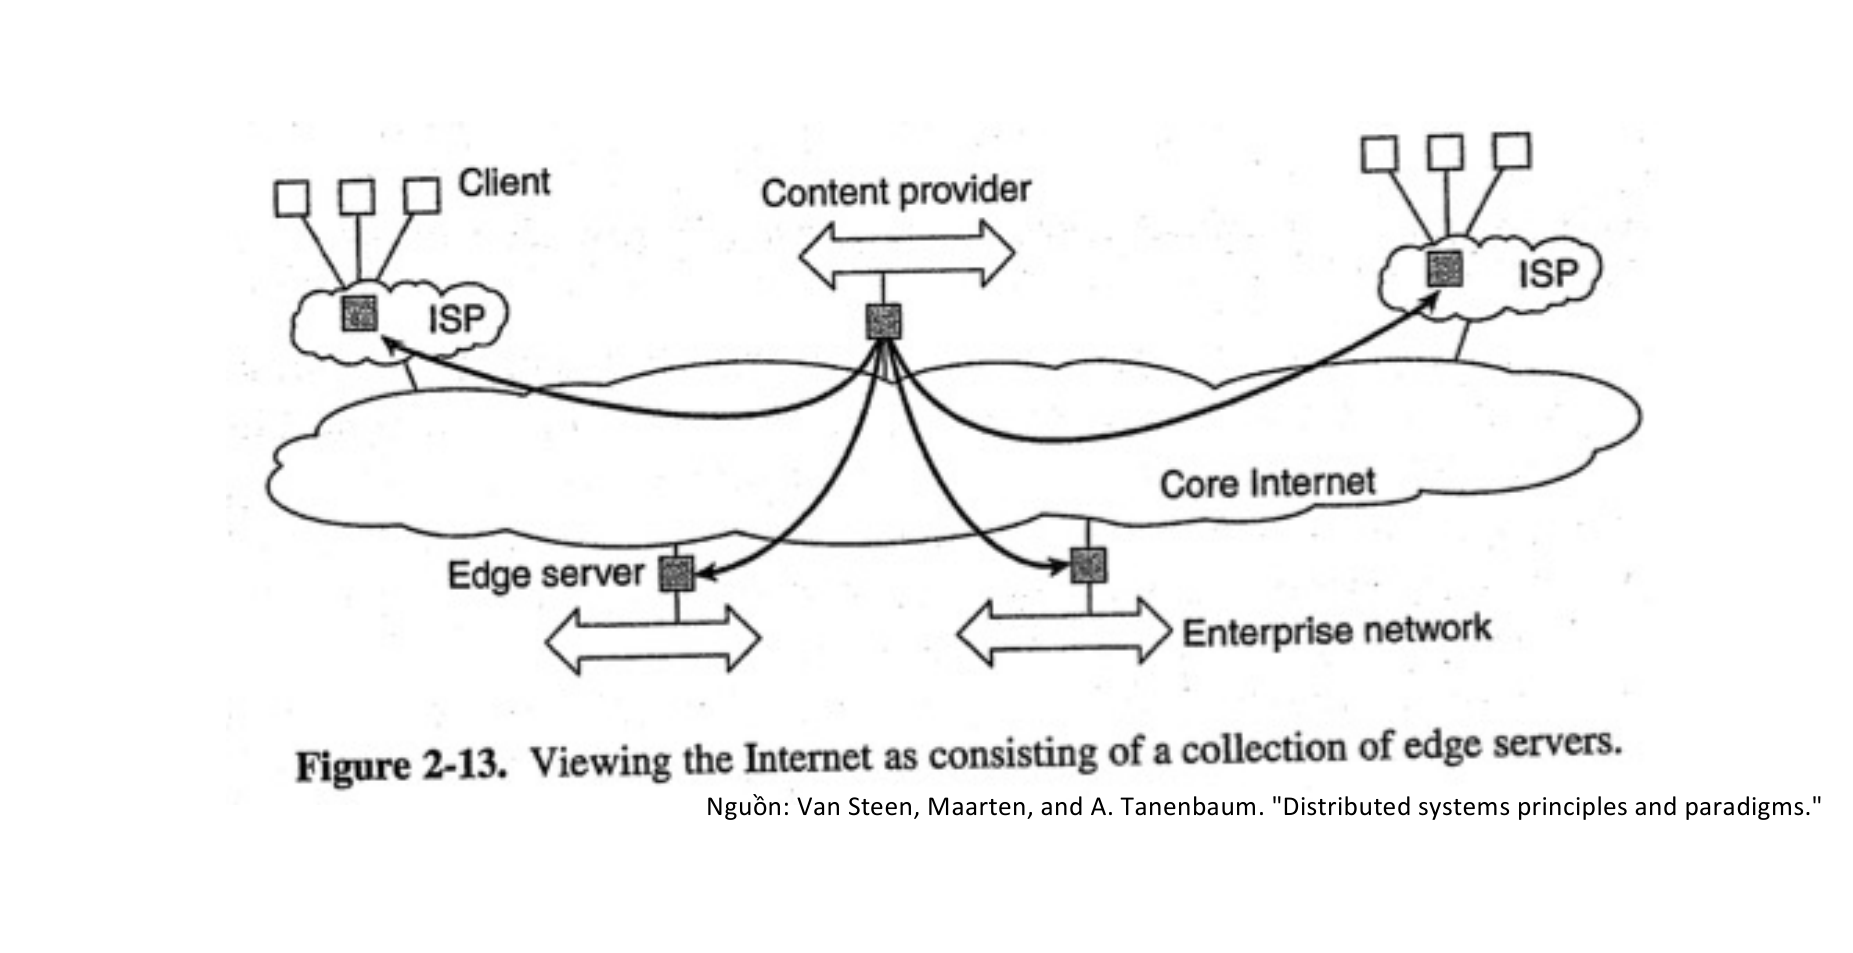 Client
Content provider
ISP
ISP
Core Internet
Edge server
Enterprise network
Figure 2-13. Viewing the Internet as consisting of a collection of edge servers.
Nguồn: Van Steen, Maarten, and A. Tanenbaum. "Distributed systems principles and paradigms."